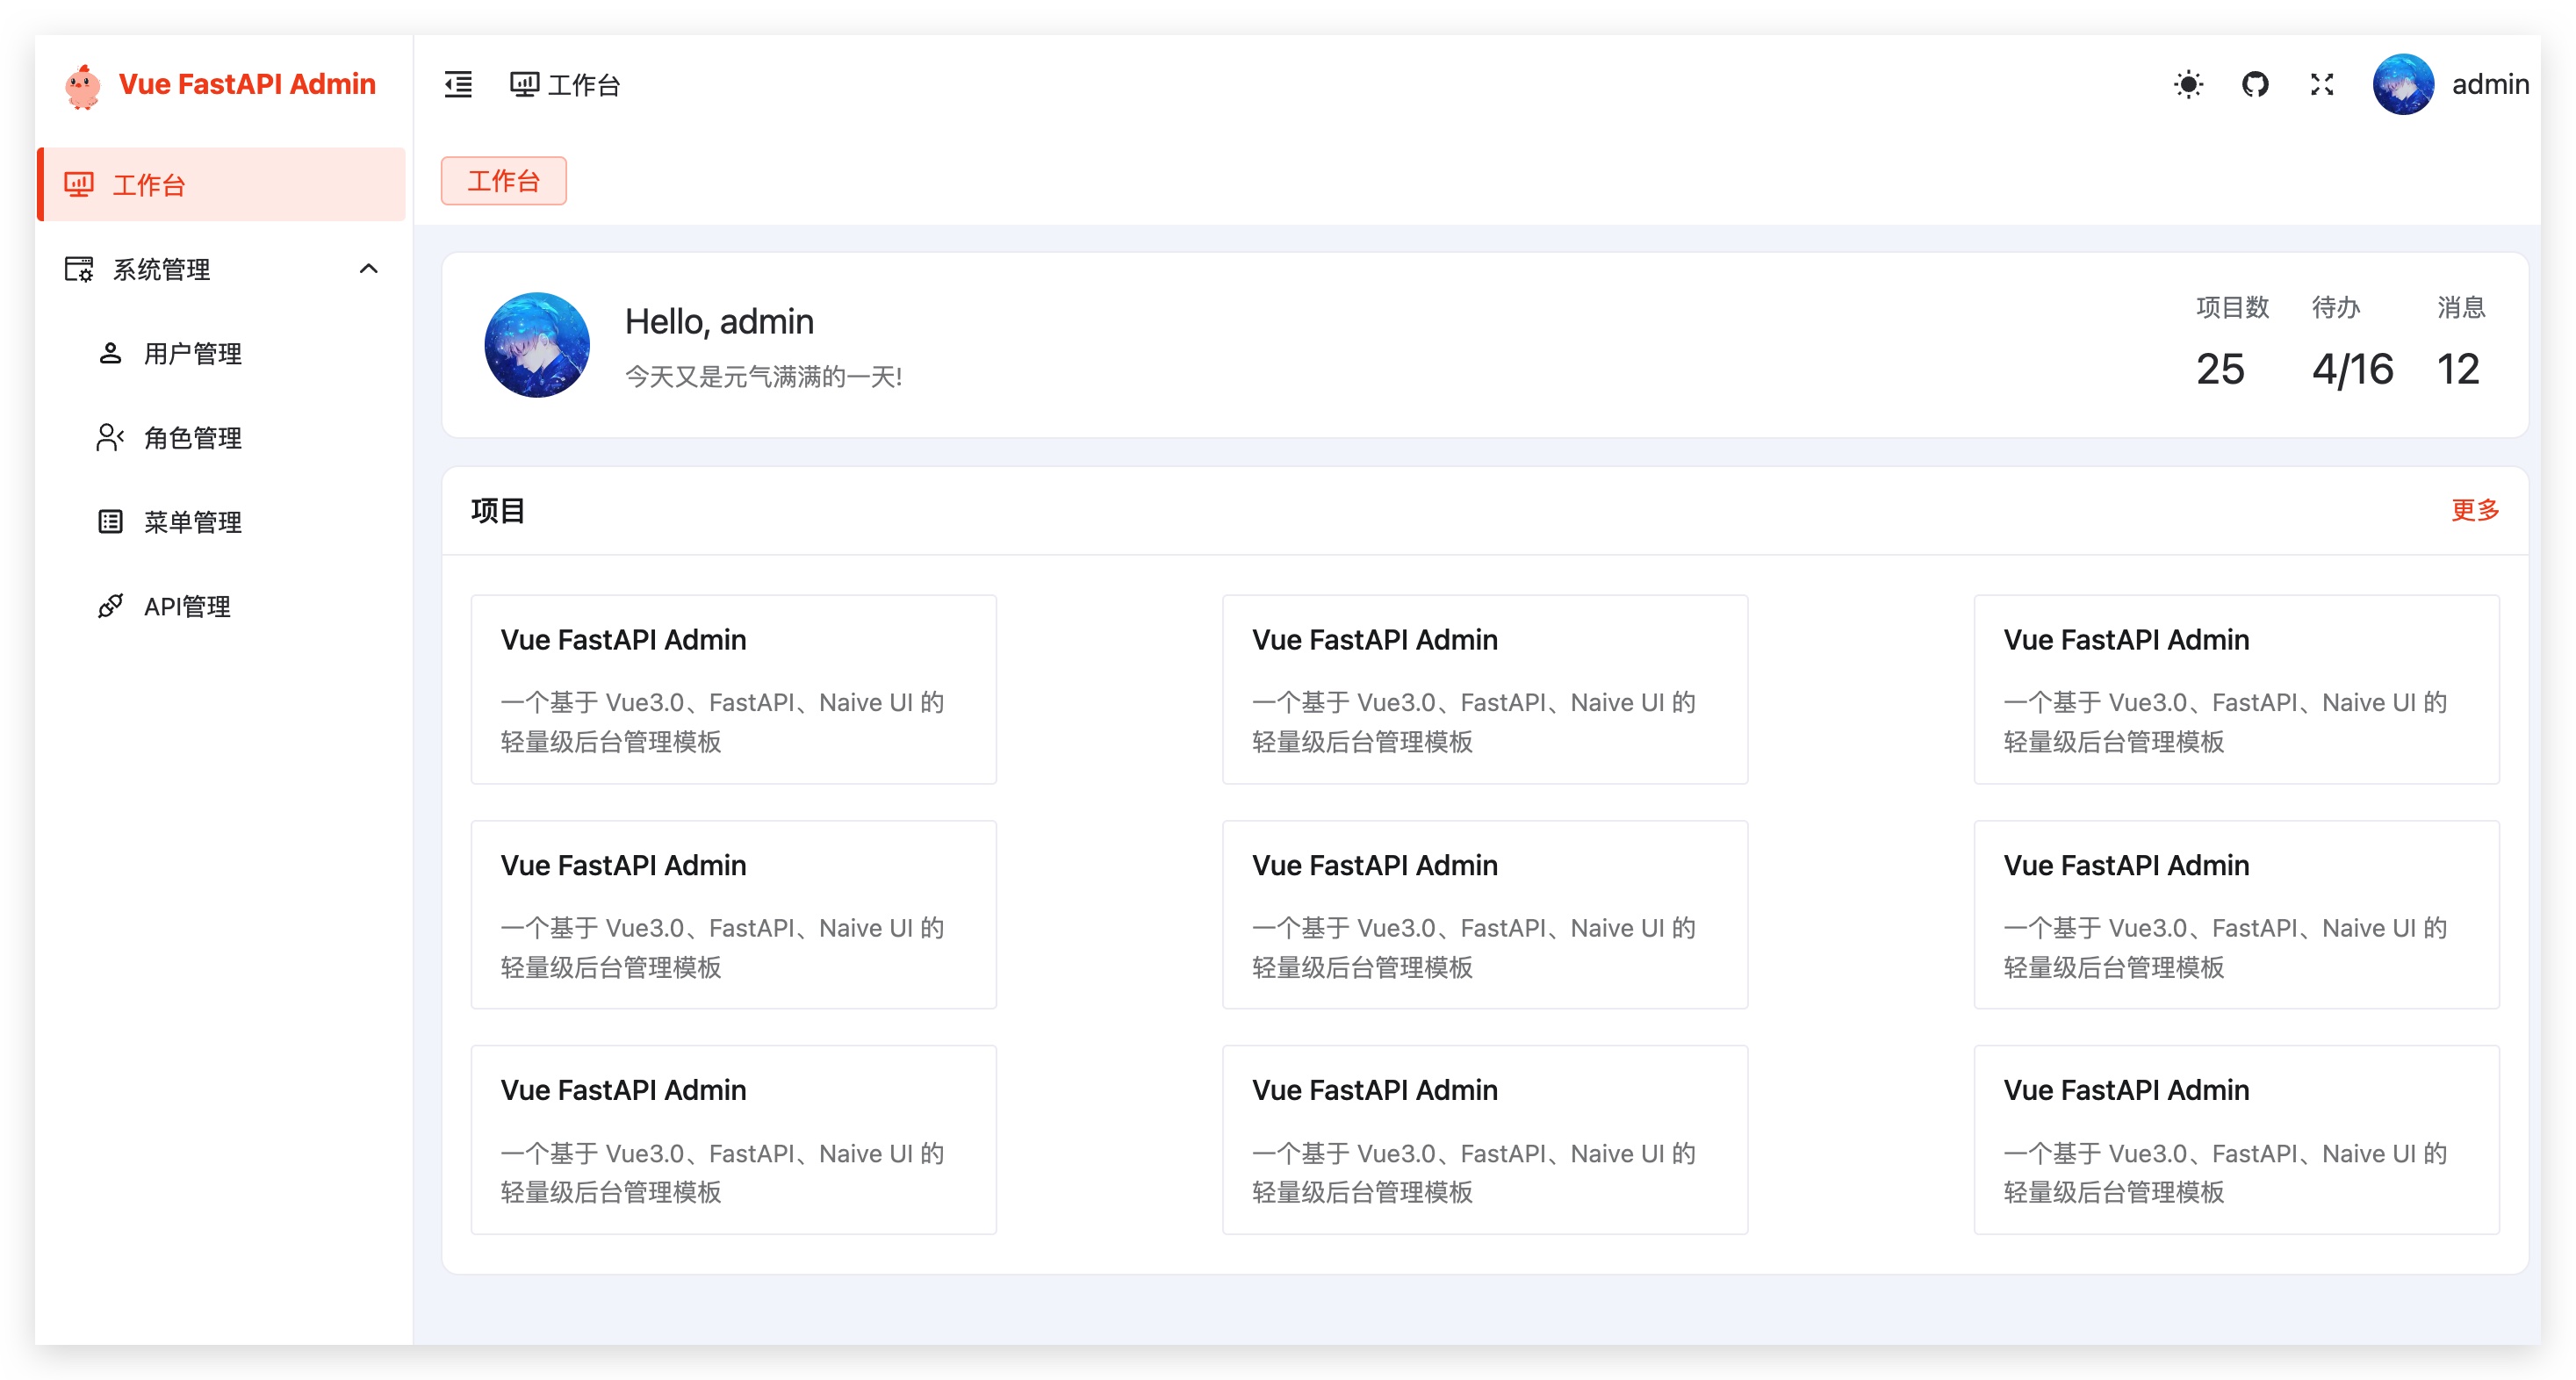 Vue FastAPI Admin
工作台
系统管理
用户管理
角色管理
菜单管理
API管理
工作台
admin
工作台
Hello, admin
今天又是元气满满的一天!
项目数
25
待办
4/16
消息
12
项目
更多
Vue FastAPI Admin
一个基于 Vue3.0、FastAPI、Naive UI 的
轻量级后台管理模板
Vue FastAPI Admin
一个基于 Vue3.0、FastAPI、Naive UI 的
轻量级后台管理模板
Vue FastAPI Admin
一个基于 Vue3.0、FastAPI、Naive UI 的
轻量级后台管理模板
Vue FastAPI Admin
一个基于 Vue3.0、FastAPI、Naive UI 的
轻量级后台管理模板
Vue FastAPI Admin
一个基于 Vue3.0、FastAPI、Naive UI 的
轻量级后台管理模板
Vue FastAPI Admin
一个基于 Vue3.0、FastAPI、Naive UI 的
轻量级后台管理模板
Vue FastAPI Admin
一个基于 Vue3.0、FastAPI、Naive UI 的
轻量级后台管理模板
Vue FastAPI Admin
一个基于 Vue3.0、FastAPI、Naive UI 的
轻量级后台管理模板
Vue FastAPI Admin
一个基于 Vue3.0、FastAPI、Naive UI 的
轻量级后台管理模板